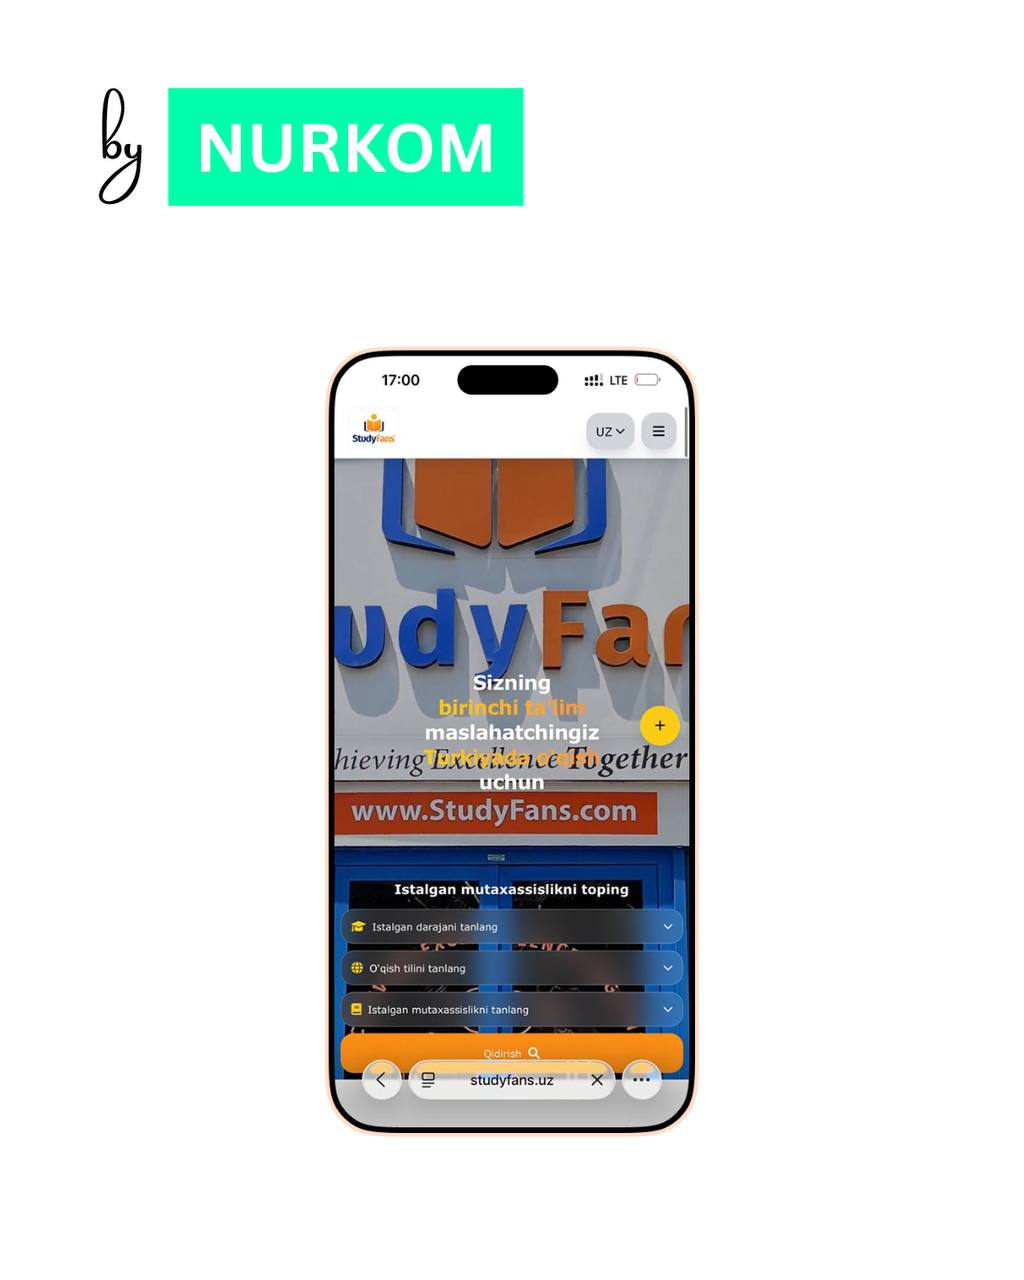 by NURKOM
17:00
LTE
StudyFans
UZ
udyFan
Sizning
birinchi ta'lim
maslahatchingiz
hieving Excellence Together
Turkiyada o'qish
uchun
www.StudyFans.com
Istalgan mutaxassislikni toping
Istalgan darajani tanlang
O'qish tilini tanlang
Istalgan mutaxassislikni tanlang
Qidirish
studyfans.uz